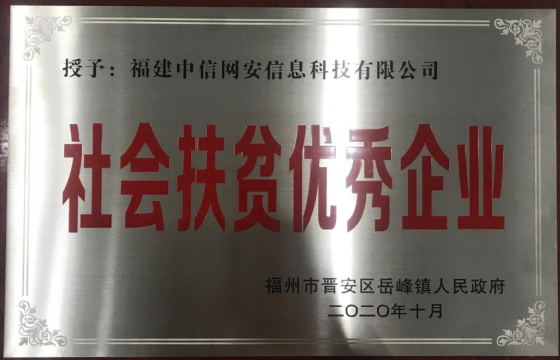 授予：福建中信网安信息科技有限公司
社会扶贫优秀企业
福州市晋安区岳峰镇人民政府
二〇二〇年十月